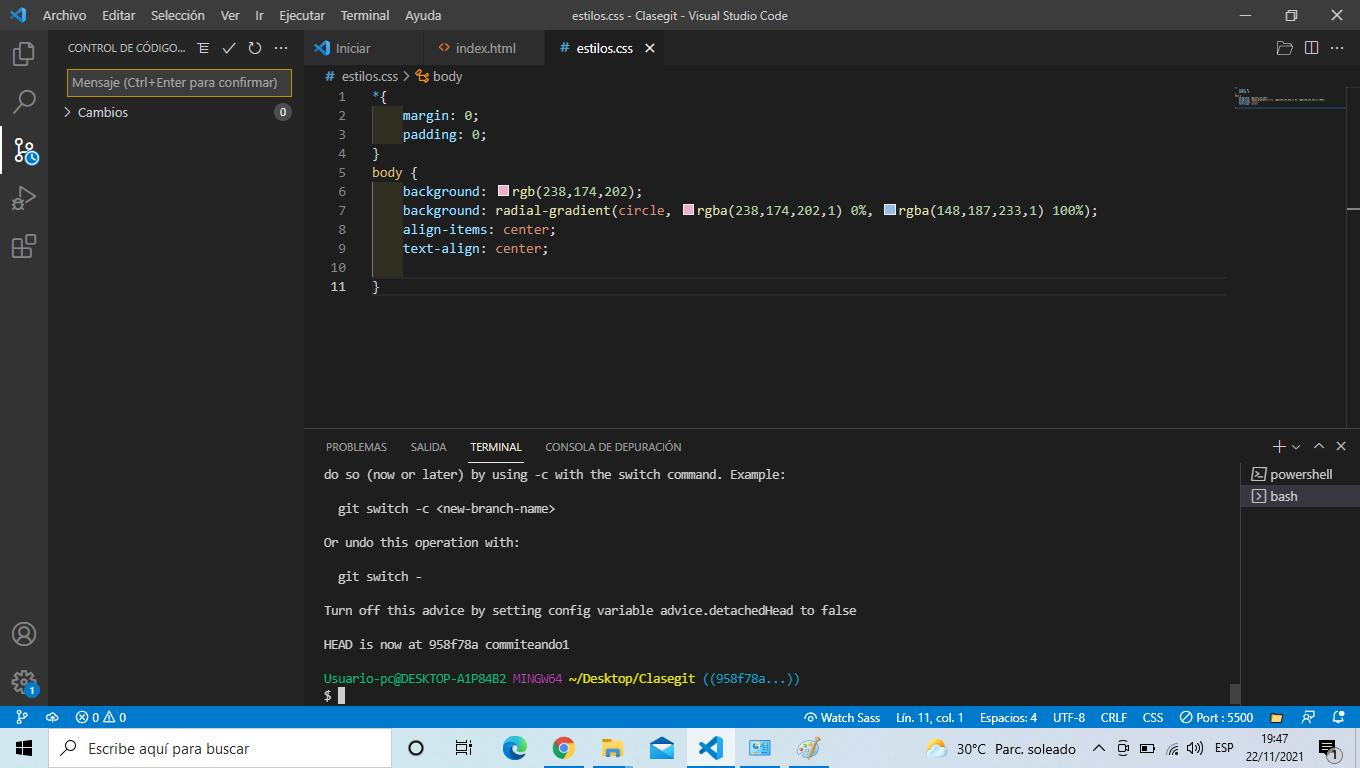 Archivo Editar Selección Ver Ir Ejecutar Terminal Ayuda
estilos.css - Clasegit - Visual Studio Code
CONTROL DE CÓDIGO...
Mensaje (Ctrl+Enter para confirmar)
Cambios 0
Iniciar index.html # estilos.css
# estilos.css > body
1 *{
2 margin: 0;
3 padding: 0;
4 }
5 body {
6 background: rgb(238,174,202);
7 background: radial-gradient(circle, rgba(238,174,202,1) 0%, rgba(148,187,233,1) 100%);
8 align-items: center;
9 text-align: center;
10
11 }
PROBLEMAS SALIDA TERMINAL CONSOLA DE DEPURACIÓN
powershell
bash
do so (now or later) by using -c with the switch command. Example:
git switch -c <new-branch-name>
Or undo this operation with:
git switch -
Turn off this advice by setting config variable advice.detachedHead to false
HEAD is now at 958f78a commiteando1
Usuario-pc@DESKTOP-A1P84B2 MINGW64 ~/Desktop/Clasegit ((958f78a...))
$
1
0 0 Watch Sass Lín. 11, col. 1 Espacios: 4 UTF-8 CRLF CSS Port : 5500
Escribe aquí para buscar
30°C Parc. soleado
ESP
19:47
22/11/2021
1